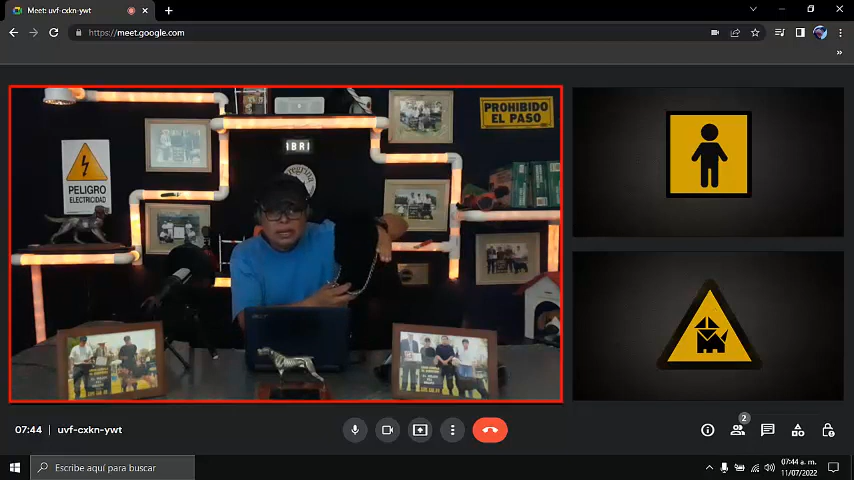 Meet: uvf-cxkn-ywt
https://meet.google.com
»
PELIGRO
ELECTRICIDAD
IBRI
PROHIBIDO
EL PASO
acer
07:44 | uvf-cxkn-ywt
2
Escribe aquí para buscar
07:44 a. m.
11/07/2022